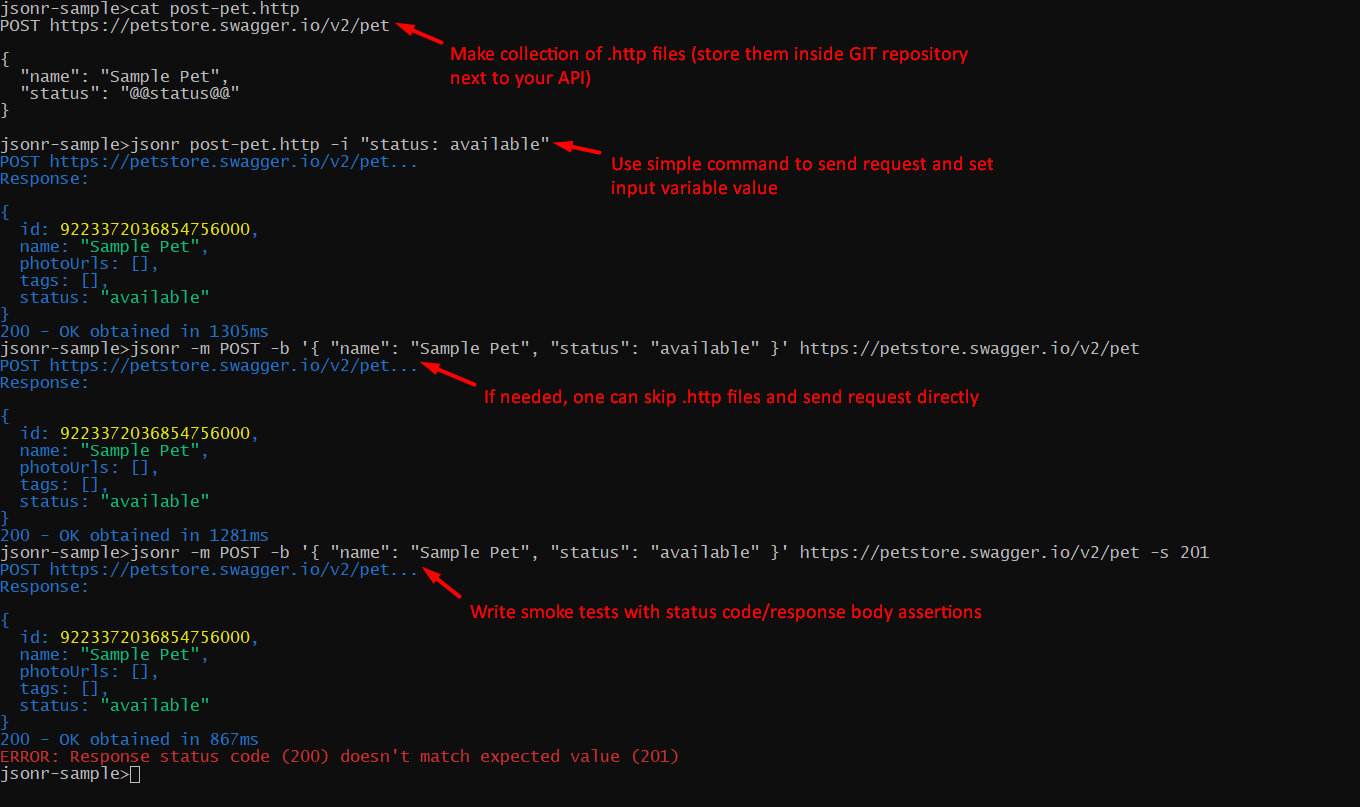 jsonr-sample>cat post-pet.http
POST https://petstore.swagger.io/v2/pet
Make collection of .http files (store them inside GIT repository
next to your API)
{
  "name": "Sample Pet",
  "status": "@@status@@"
}
jsonr-sample>jsonr post-pet.http -i "status: available"
POST https://petstore.swagger.io/v2/pet...
Use simple command to send request and set
input variable value
Response:
{
  id: 9223372036854756000,
  name: "Sample Pet",
  photoUrls: [],
  tags: [],
  status: "available"
}
200 - OK obtained in 1305ms
jsonr-sample>jsonr -m POST -b '{ "name": "Sample Pet", "status": "available" }' https://petstore.swagger.io/v2/pet
POST https://petstore.swagger.io/v2/pet...
If needed, one can skip .http files and send request directly
Response:
{
  id: 9223372036854756000,
  name: "Sample Pet",
  photoUrls: [],
  tags: [],
  status: "available"
}
200 - OK obtained in 1281ms
jsonr-sample>jsonr -m POST -b '{ "name": "Sample Pet", "status": "available" }' https://petstore.swagger.io/v2/pet -s 201
POST https://petstore.swagger.io/v2/pet...
Write smoke tests with status code/response body assertions
Response:
{
  id: 9223372036854756000,
  name: "Sample Pet",
  photoUrls: [],
  tags: [],
  status: "available"
}
200 - OK obtained in 867ms
ERROR: Response status code (200) doesn't match expected value (201)
jsonr-sample>